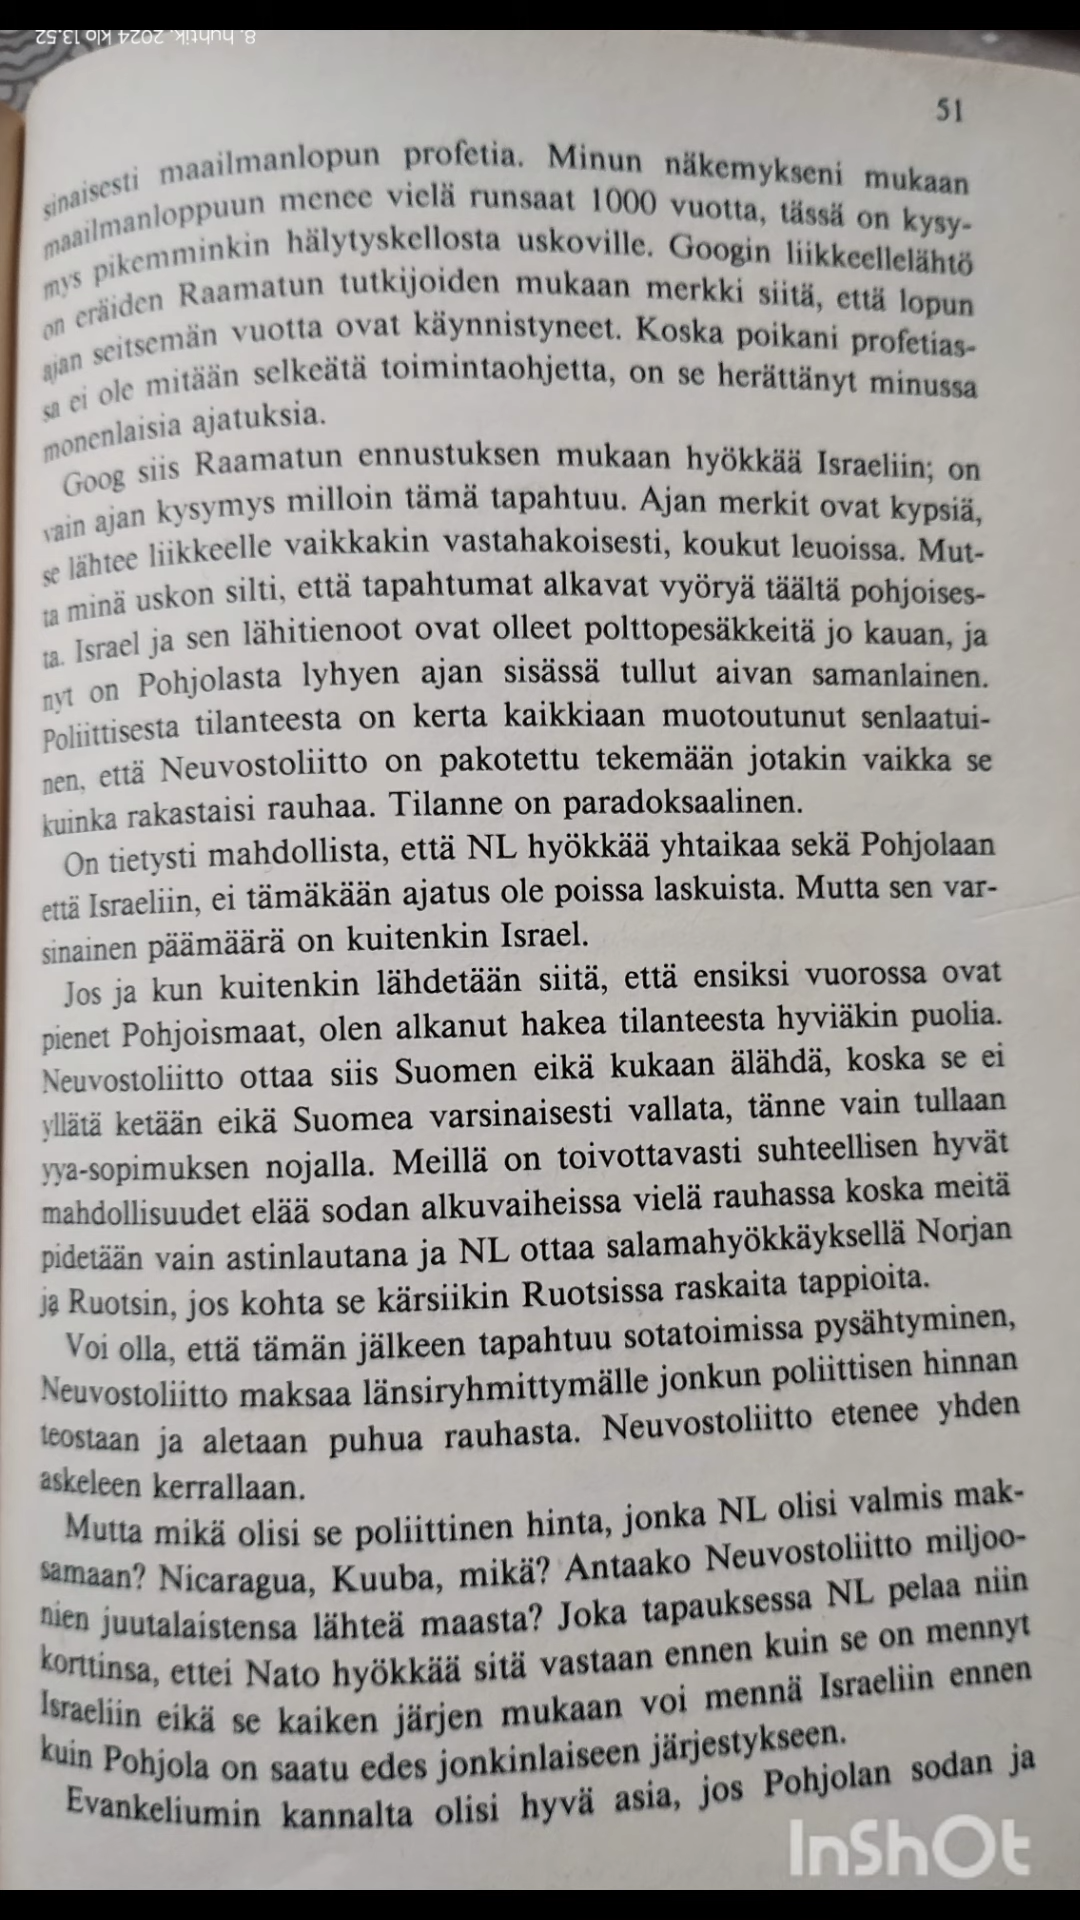 8. huhtik. 2024 klo 13.52
51
sinaisesti maailmanlopun profetia. Minun näkemykseni mukaan
maailmanloppuun menee vielä runsaat 1000 vuotta, tässä on kysy-
mys pikemminkin hälytyskellosta uskoville. Googin liikkeellelähtö
on eräiden Raamatun tutkijoiden mukaan merkki siitä, että lopun
ajan seitsemän vuotta ovat käynnistyneet. Koska poikani profetias-
sa ei ole mitään selkeätä toimintaohjetta, on se herättänyt minussa
monenlaisia ajatuksia.
Goog siis Raamatun ennustuksen mukaan hyökkää Israeliin; on
vain ajan kysymys milloin tämä tapahtuu. Ajan merkit ovat kypsiä,
se lähtee liikkeelle vaikkakin vastahakoisesti, koukut leuoissa. Mut-
ta minä uskon silti, että tapahtumat alkavat vyöryä täältä pohjoises-
ta. Israel ja sen lähitienoot ovat olleet polttopesäkkeitä jo kauan, ja
nyt on Pohjolasta lyhyen ajan sisässä tullut aivan samanlainen.
Poliittisesta tilanteesta on kerta kaikkiaan muotoutunut senlaatui-
nen, että Neuvostoliitto on pakotettu tekemään jotakin vaikka se
kuinka rakastaisi rauhaa. Tilanne on paradoksaalinen.
On tietysti mahdollista, että NL hyökkää yhtaikaa sekä Pohjolaan
että Israeliin, ei tämäkään ajatus ole poissa laskuista. Mutta sen var-
sinainen päämäärä on kuitenkin Israel.
Jos ja kun kuitenkin lähdetään siitä, että ensiksi vuorossa ovat
pienet Pohjoismaat, olen alkanut hakea tilanteesta hyviäkin puolia.
Neuvostoliitto ottaa siis Suomen eikä kukaan älähdä, koska se ei
yllätä ketään eikä Suomea varsinaisesti vallata, tänne vain tullaan
yya-sopimuksen nojalla. Meillä on toivottavasti suhteellisen hyvät
mahdollisuudet elää sodan alkuvaiheissa vielä rauhassa koska meitä
pidetään vain astinlautana ja NL ottaa salamahyökkäyksellä Norjan
ja Ruotsin, jos kohta se kärsiikin Ruotsissa raskaita tappioita.
Voi olla, että tämän jälkeen tapahtuu sotatoimissa pysähtyminen,
Neuvostoliitto maksaa länsiryhmittymälle jonkun poliittisen hinnan
teostaan ja aletaan puhua rauhasta. Neuvostoliitto etenee yhden
askeleen kerrallaan.
Mutta mikä olisi se poliittinen hinta, jonka NL olisi valmis mak-
samaan? Nicaragua, Kuuba, mikä? Antaako Neuvostoliitto miljoo-
nien juutalaistensa lähteä maasta? Joka tapauksessa NL pelaa niin
korttinsa, ettei Nato hyökkää sitä vastaan ennen kuin se on mennyt
Israeliin eikä se kaiken järjen mukaan voi mennä Israeliin ennen
kuin Pohjola on saatu edes jonkinlaiseen järjestykseen.
Evankeliumin kannalta olisi hyvä asia, jos Pohjolan sodan ja
InShOt